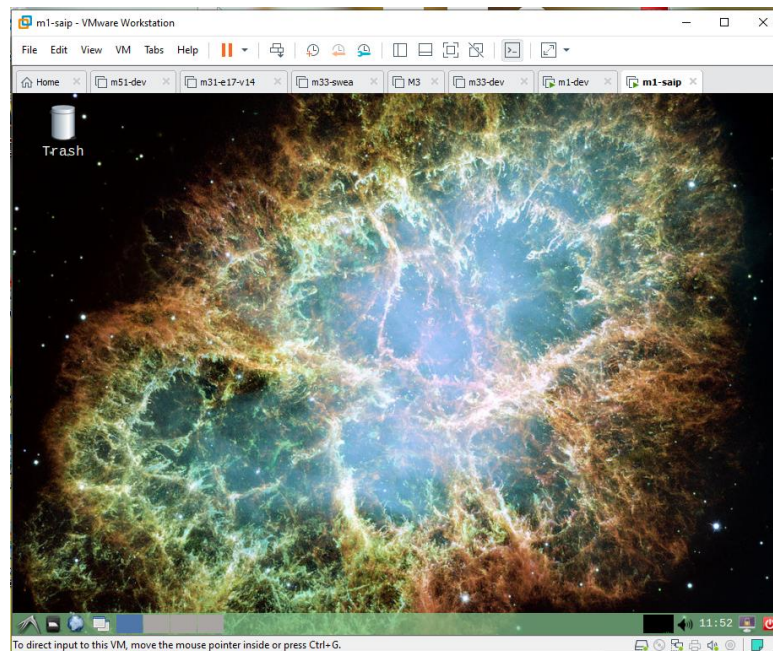 m1-saip - VMware Workstation
File Edit View VM Tabs Help
Home m51-dev m31-e17-v14 m33-swea M3 m33-dev m1-dev m1-saip
Trash
11:52
To direct input to this VM, move the mouse pointer inside or press Ctrl+G.